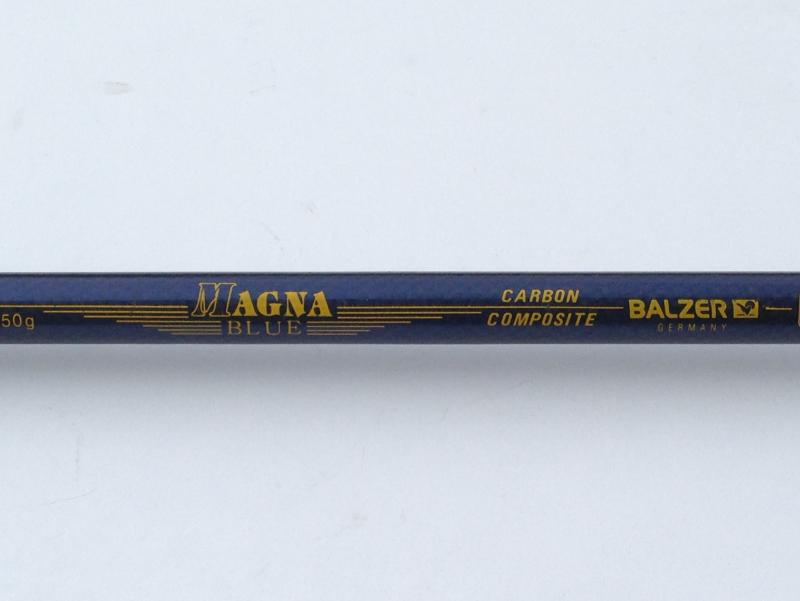 50g
MAGNA
BLUE
CARBON
COMPOSITE
BALZER
GERMANY